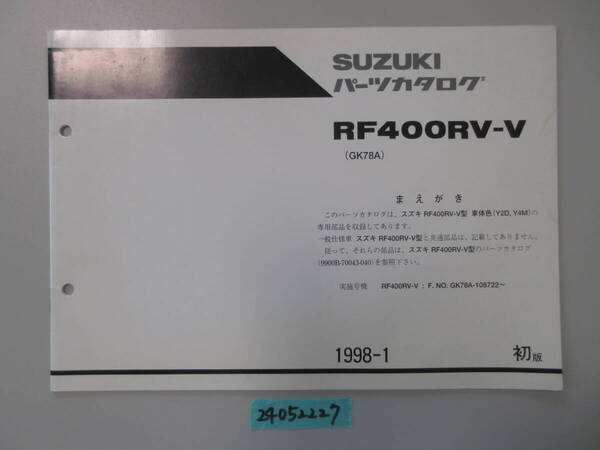 SUZUKI
パーツカタログ
RF400RV-V
(GK78A)
まえがき
このパーツカタログは、スズキ RF400RV-V型 車体色(Y2D, Y4M)の
専用部品を収録してあります。
一般仕様車 スズキ RF400RV-V型と共通部品は、記載してありません。
従って、それらの部品は、スズキ RF400RV-V型のパーツカタログ
(9900B-70043-040)を参照下さい。
実施号機 RF400RV-V : F. NO. GK78A-106722～
1998-1
初版
24052227